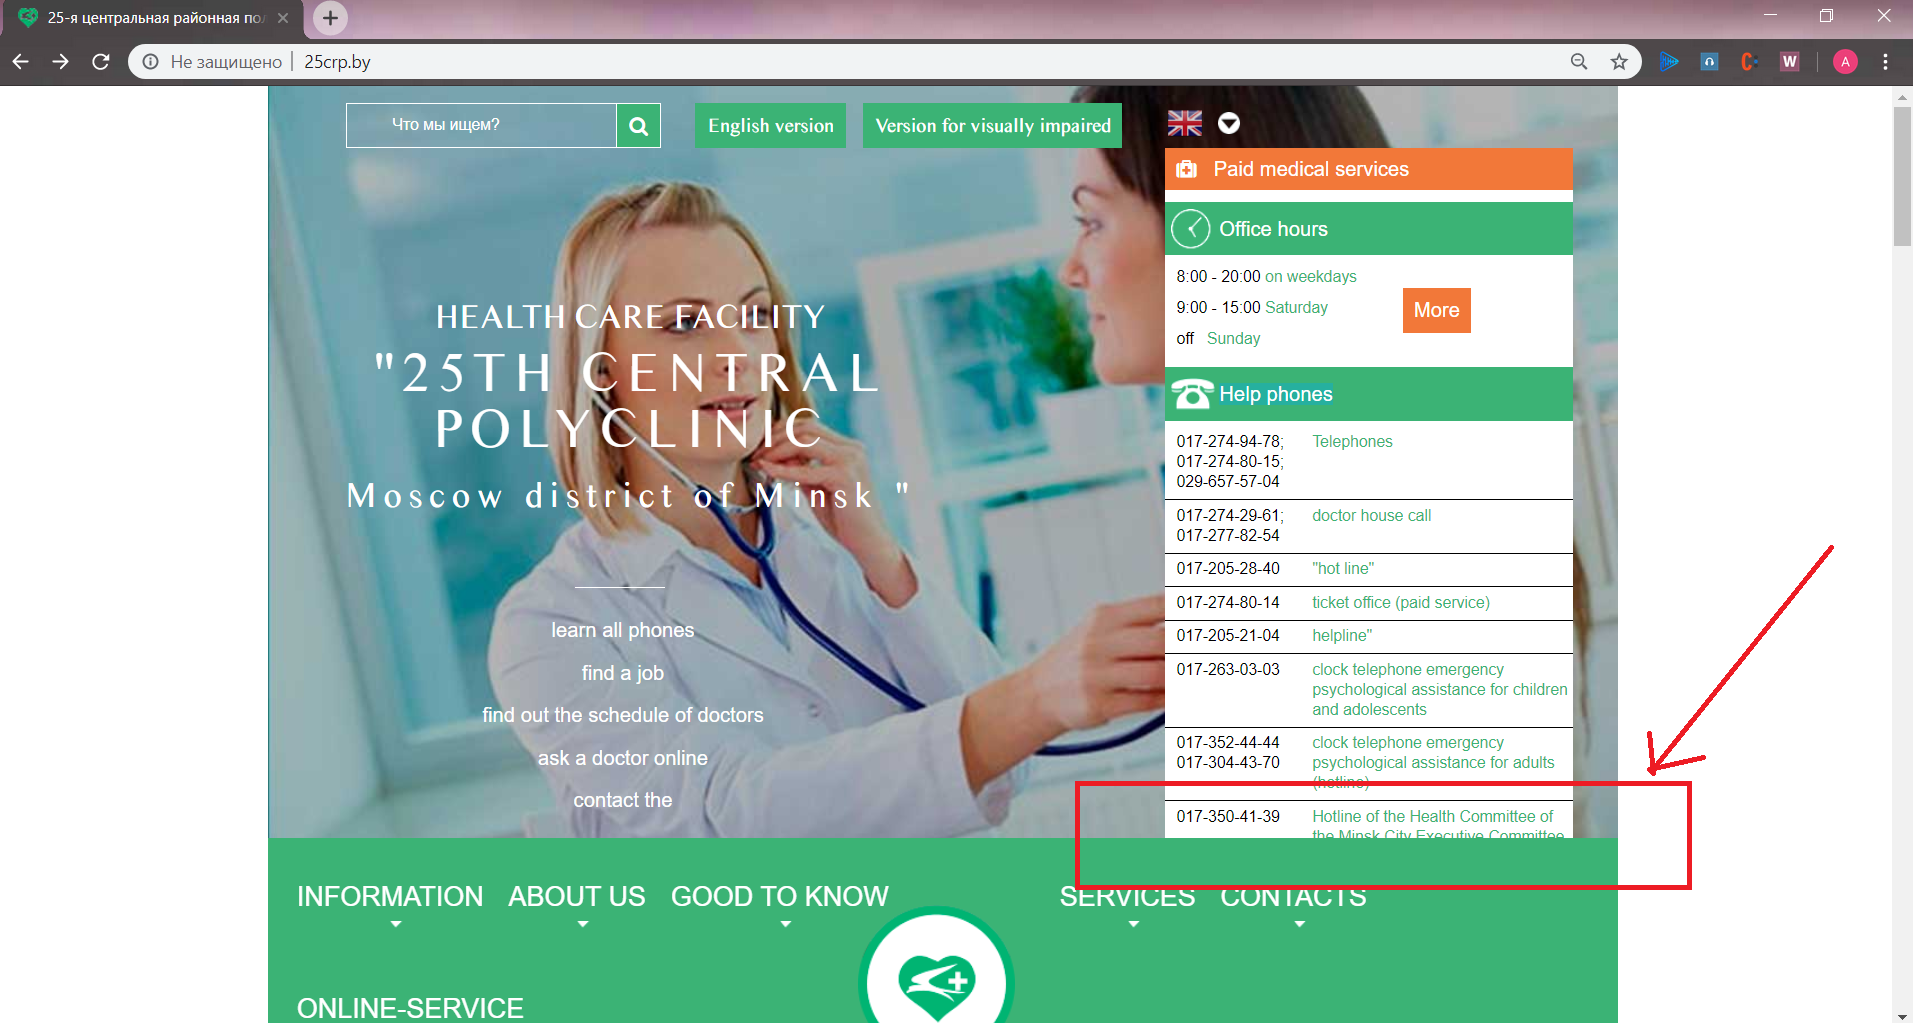 25-я центральная районная пол
Не защищено
25crp.by
A
Что мы ищем?
English version
Version for visually impaired
HEALTH CARE FACILITY
"25TH CENTRAL
POLYCLINIC
Moscow district of Minsk "
learn all phones
find a job
find out the schedule of doctors
ask a doctor online
contact the
Paid medical services
Office hours
8:00 - 20:00 on weekdays
9:00 - 15:00 Saturday
off Sunday
More
Help phones
017-274-94-78; Telephones
017-274-80-15;
029-657-57-04
017-274-29-61; doctor house call
017-277-82-54
017-205-28-40 "hot line"
017-274-80-14 ticket office (paid service)
017-205-21-04 helpline"
017-263-03-03 clock telephone emergency
psychological assistance for children
and adolescents
017-352-44-44 clock telephone emergency
017-304-43-70 psychological assistance for adults
(hotline)
017-350-41-39 Hotline of the Health Committee of
the Minsk City Executive Committee
INFORMATION ABOUT US GOOD TO KNOW SERVICES CONTACTS
ONLINE-SERVICE